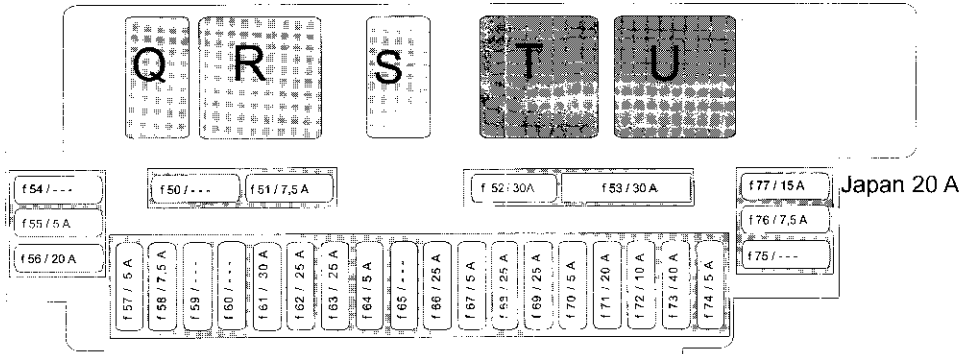 Q R S T U
f 54 / ---
f 50 / ---
f 51 / 7,5 A
f 52 / 30A
f 53 / 30 A
f 77 / 15 A
Japan 20 A
f 55 / 5 A
f 76 / 7,5 A
f 56 / 20 A
f 75 / ---
f 57 / 5 A
f 58 / 7,5 A
f 59 / ---
f 60 / ---
f 61 / 30 A
f 62 / 25 A
f 63 / 25 A
f 64 / 5 A
f 65 / ---
f 66 / 25 A
f 67 / 5 A
f 68 / 25 A
f 69 / 25 A
f 70 / 5 A
f 71 / 20 A
f 72 / 10 A
f 73 / 40 A
f 74 / 5 A